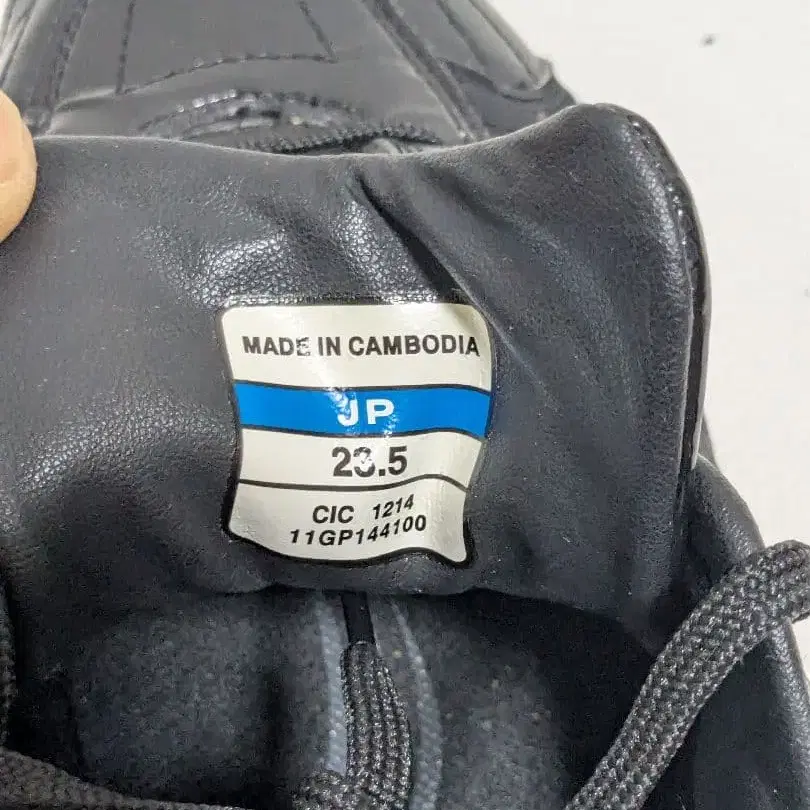 MADE IN CAMBODIA
JP
23.5
CIC 1214
11GP144100